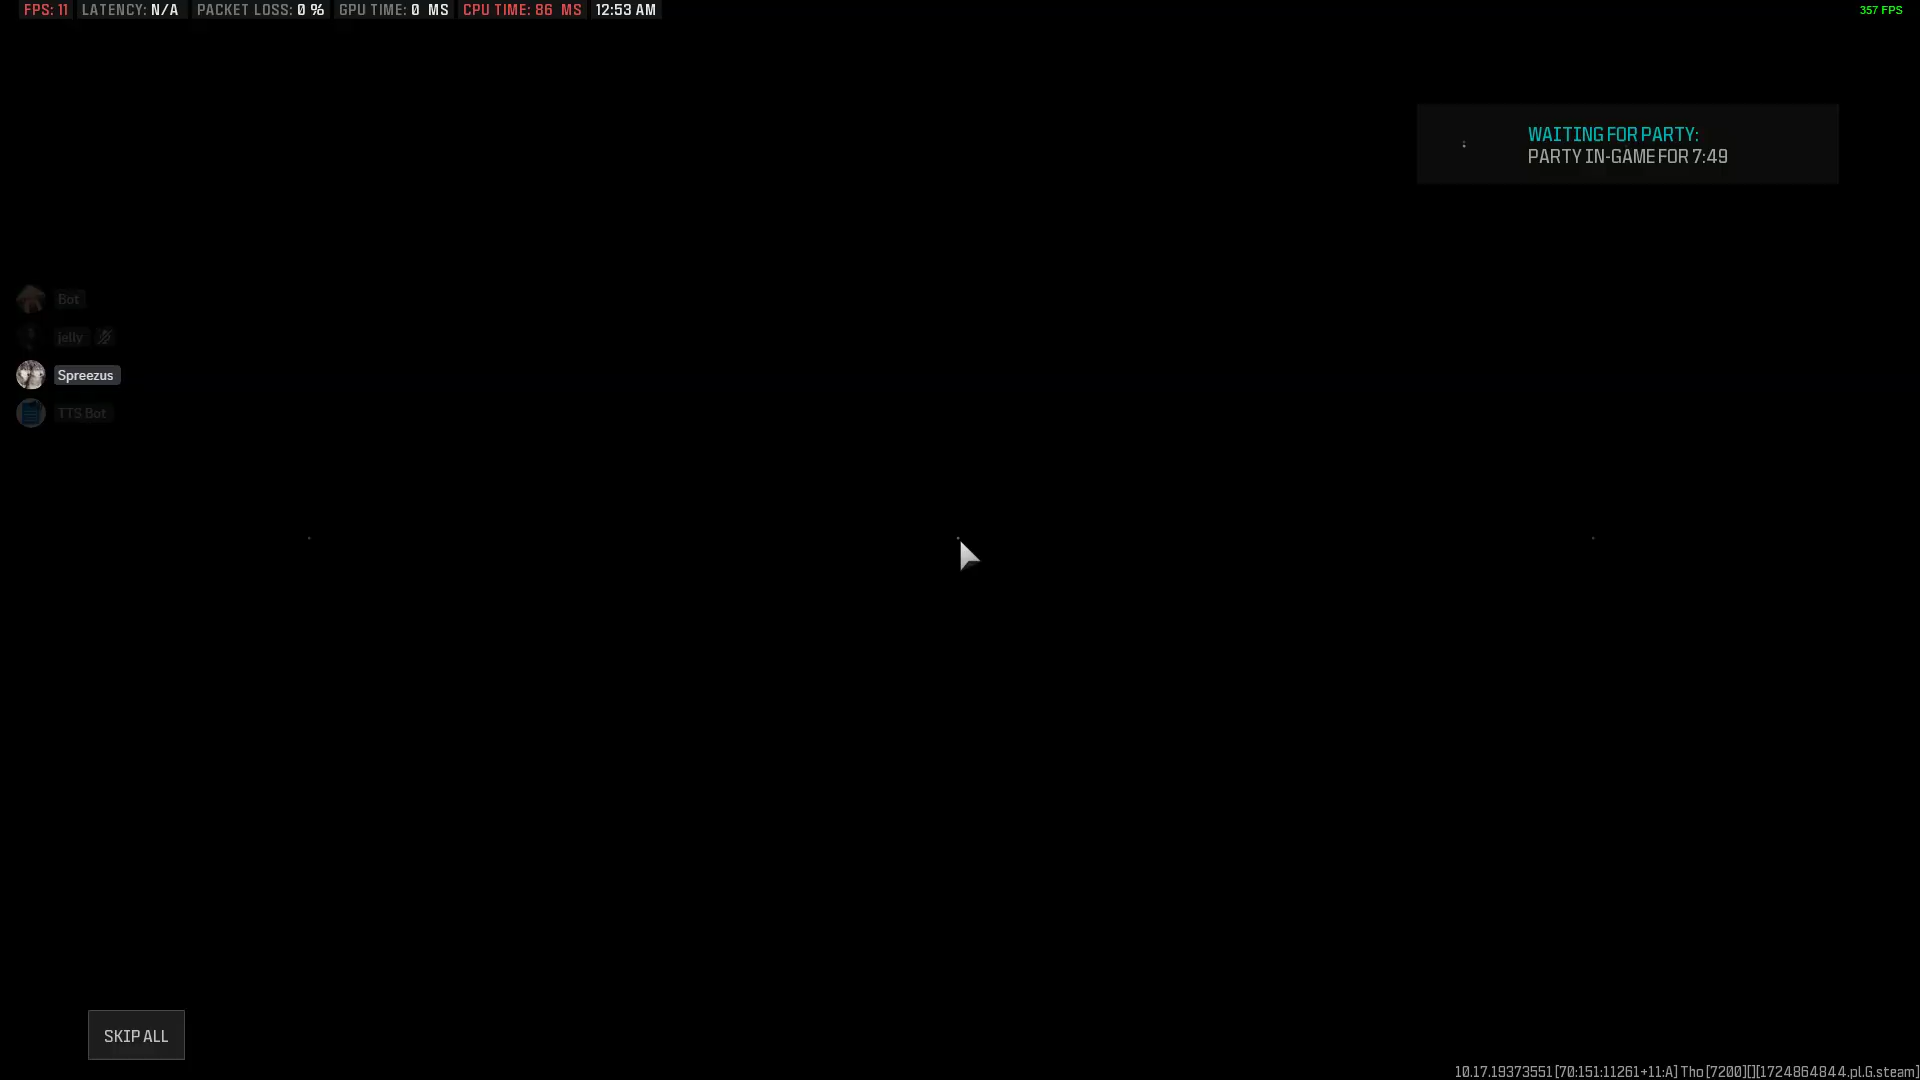 FPS: 11 LATENCY: N/A PACKET LOSS: 0 % GPU TIME: 0 MS CPU TIME: 86 MS 12:53 AM
357 FPS
WAITING FOR PARTY:
PARTY IN-GAME FOR 7:49
Bot
jelly
Spreezus
TTS Bot
SKIP ALL
10.17.19373551 [70:151:11261+11:A] Tho [7200][][1724864844.pl.G.steam]